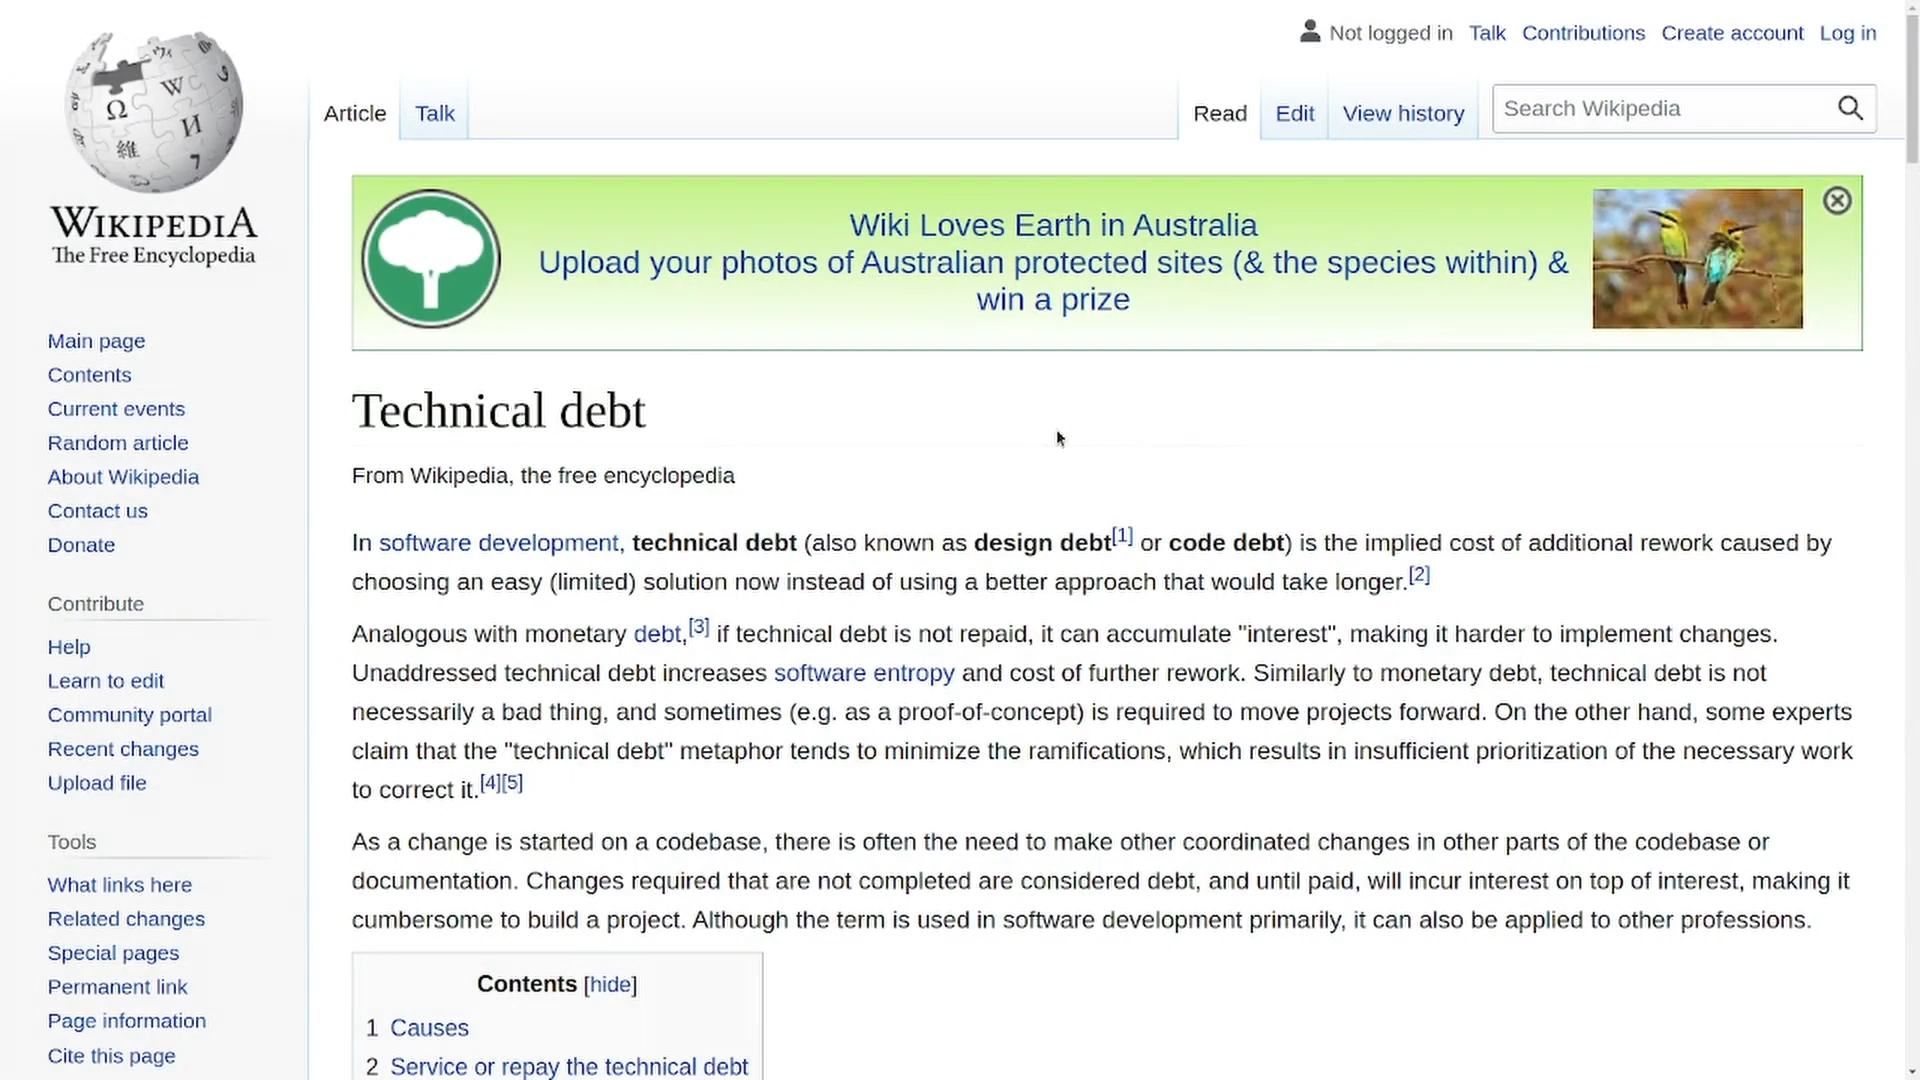 Not logged in Talk Contributions Create account Log in
Article Talk Read Edit View history Search Wikipedia
WIKIPEDIA
The Free Encyclopedia
Main page
Contents
Current events
Random article
About Wikipedia
Contact us
Donate
Contribute
Help
Learn to edit
Community portal
Recent changes
Upload file
Tools
What links here
Related changes
Special pages
Permanent link
Page information
Cite this page
Wiki Loves Earth in Australia
Upload your photos of Australian protected sites (& the species within) &
win a prize
Technical debt
From Wikipedia, the free encyclopedia
In software development, technical debt (also known as design debt[1] or code debt) is the implied cost of additional rework caused by
choosing an easy (limited) solution now instead of using a better approach that would take longer.[2]
Analogous with monetary debt,[3] if technical debt is not repaid, it can accumulate "interest", making it harder to implement changes.
Unaddressed technical debt increases software entropy and cost of further rework. Similarly to monetary debt, technical debt is not
necessarily a bad thing, and sometimes (e.g. as a proof-of-concept) is required to move projects forward. On the other hand, some experts
claim that the "technical debt" metaphor tends to minimize the ramifications, which results in insufficient prioritization of the necessary work
to correct it.[4][5]
As a change is started on a codebase, there is often the need to make other coordinated changes in other parts of the codebase or
documentation. Changes required that are not completed are considered debt, and until paid, will incur interest on top of interest, making it
cumbersome to build a project. Although the term is used in software development primarily, it can also be applied to other professions.
Contents [hide]
1 Causes
2 Service or repay the technical debt